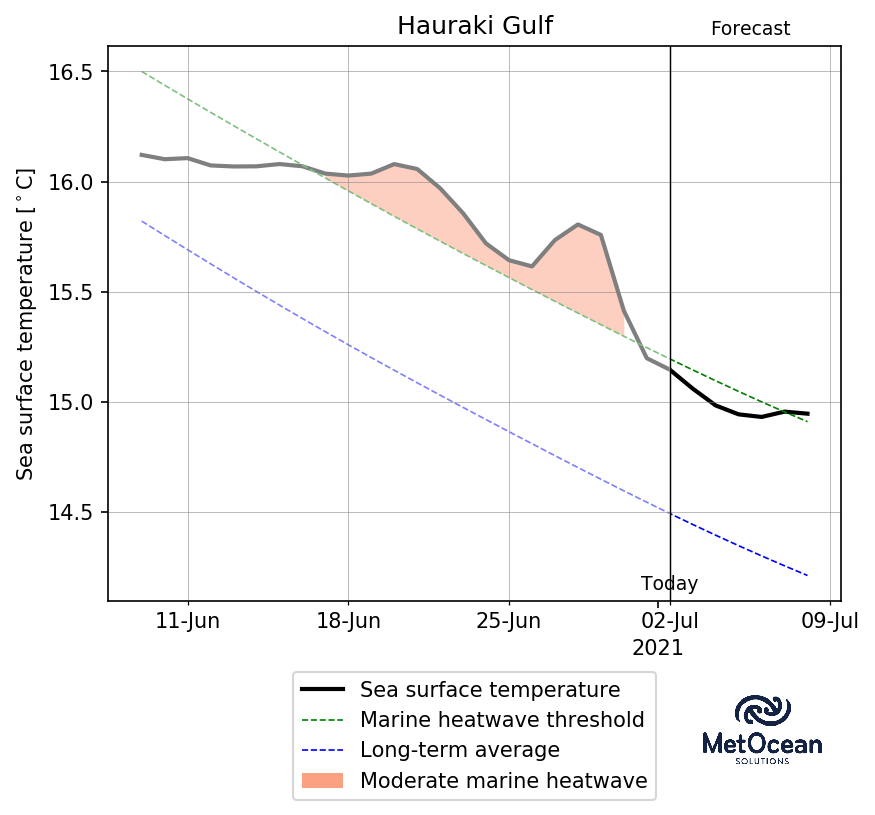 Hauraki Gulf
Forecast
Sea surface temperature [°C]
16.5
16.0
15.5
15.0
14.5
Today
11-Jun 18-Jun 25-Jun 02-Jul 09-Jul
2021
Sea surface temperature
Marine heatwave threshold
Long-term average
Moderate marine heatwave
MetOcean
SOLUTIONS